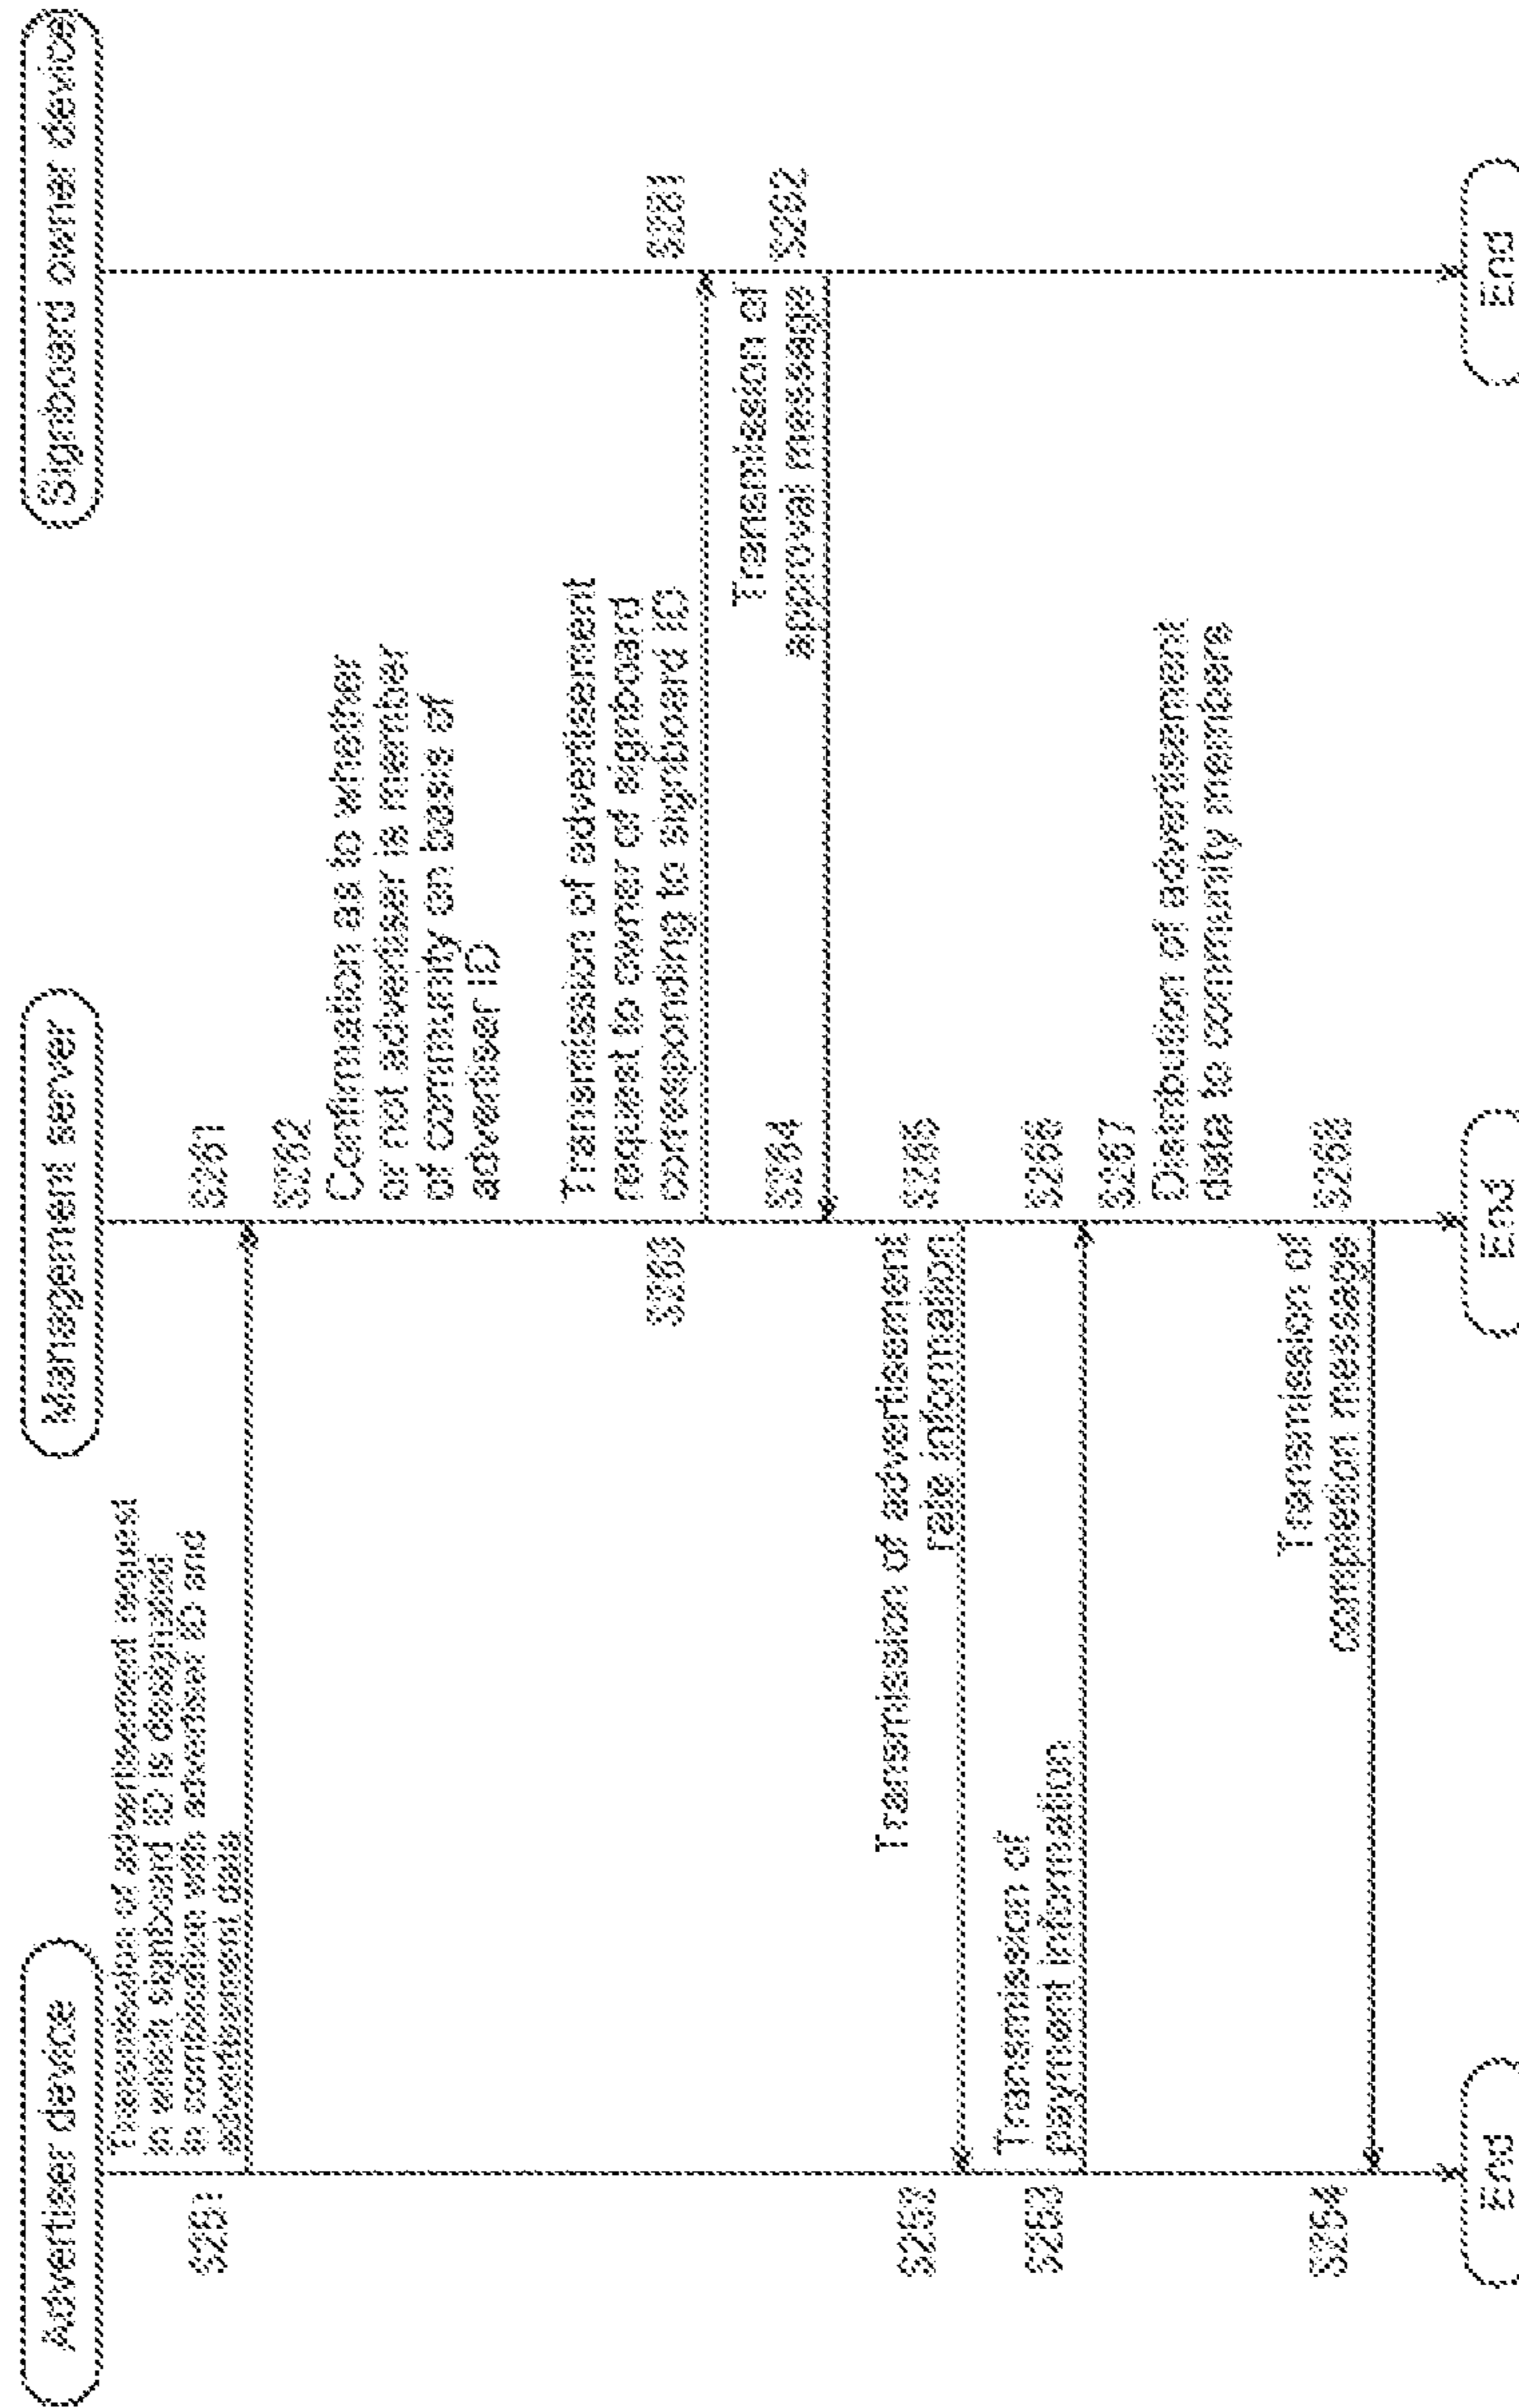 Advertiser device
Management server
Signboard owner device
Transmission of advertisement request
in which signboard ID is designated
in combination with advertiser ID and
advertisement data
S251
S261
S262
Confirmation as to whether
or not advertiser is member
of community on basis of
advertiser ID
Transmission of advertisement
request to owner of signboard
corresponding to signboard ID
S263
Transmission of
approval message
S264
Transmission of advertisement
rate information
S252
S265
Transmission of
payment information
S253
S266
S267
Distribution of advertisement
data to community members
Transmission of
completion message
S254
S268
End
End
End